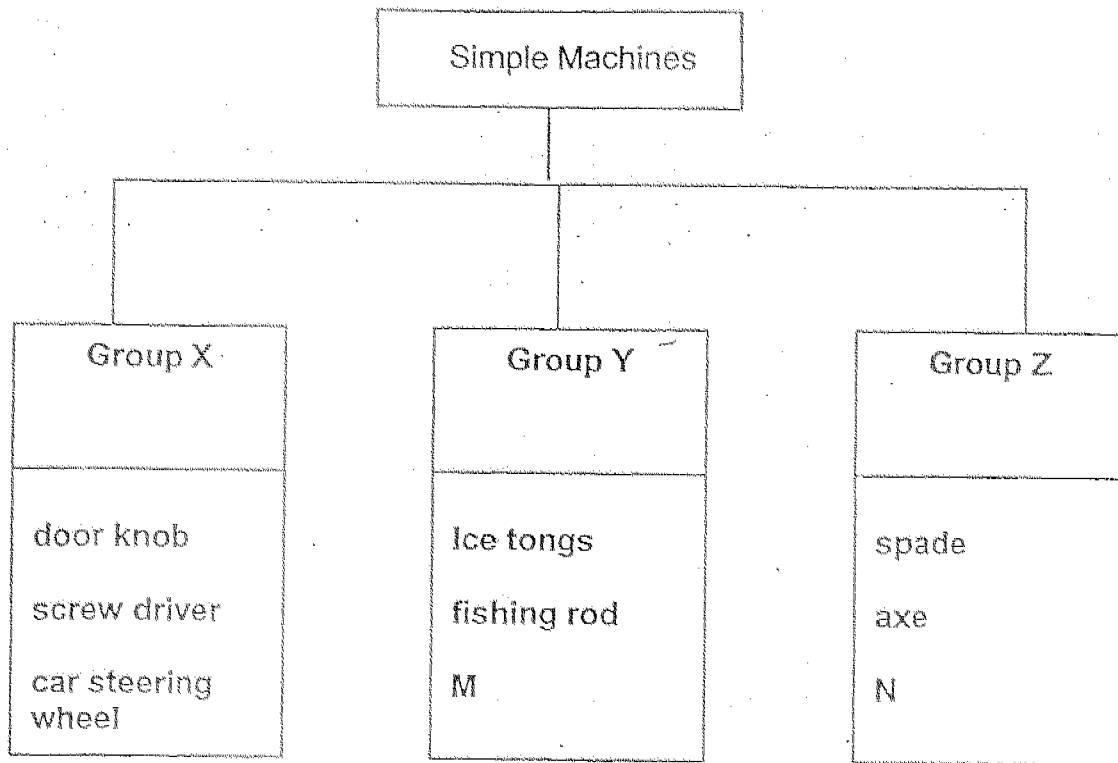 Simple Machines
Group X
Group Y
Group Z
door knob
screw driver
car steering
wheel
Ice tongs
fishing rod
M
spade
axe
N